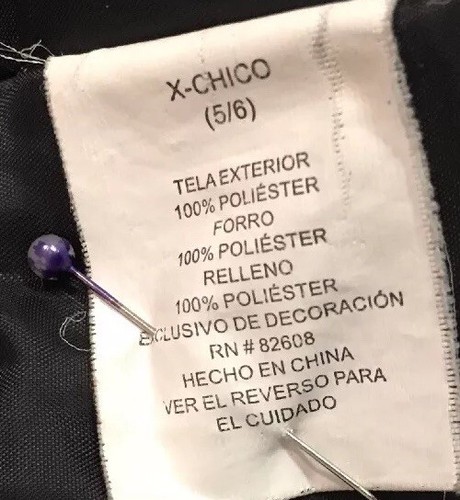 X-CHICO
(5/6)
TELA EXTERIOR
100% POLIÉSTER
FORRO
100% POLIÉSTER
RELLENO
100% POLIÉSTER
EXCLUSIVO DE DECORACIÓN
RN # 82608
HECHO EN CHINA
VER EL REVERSO PARA
EL CUIDADO